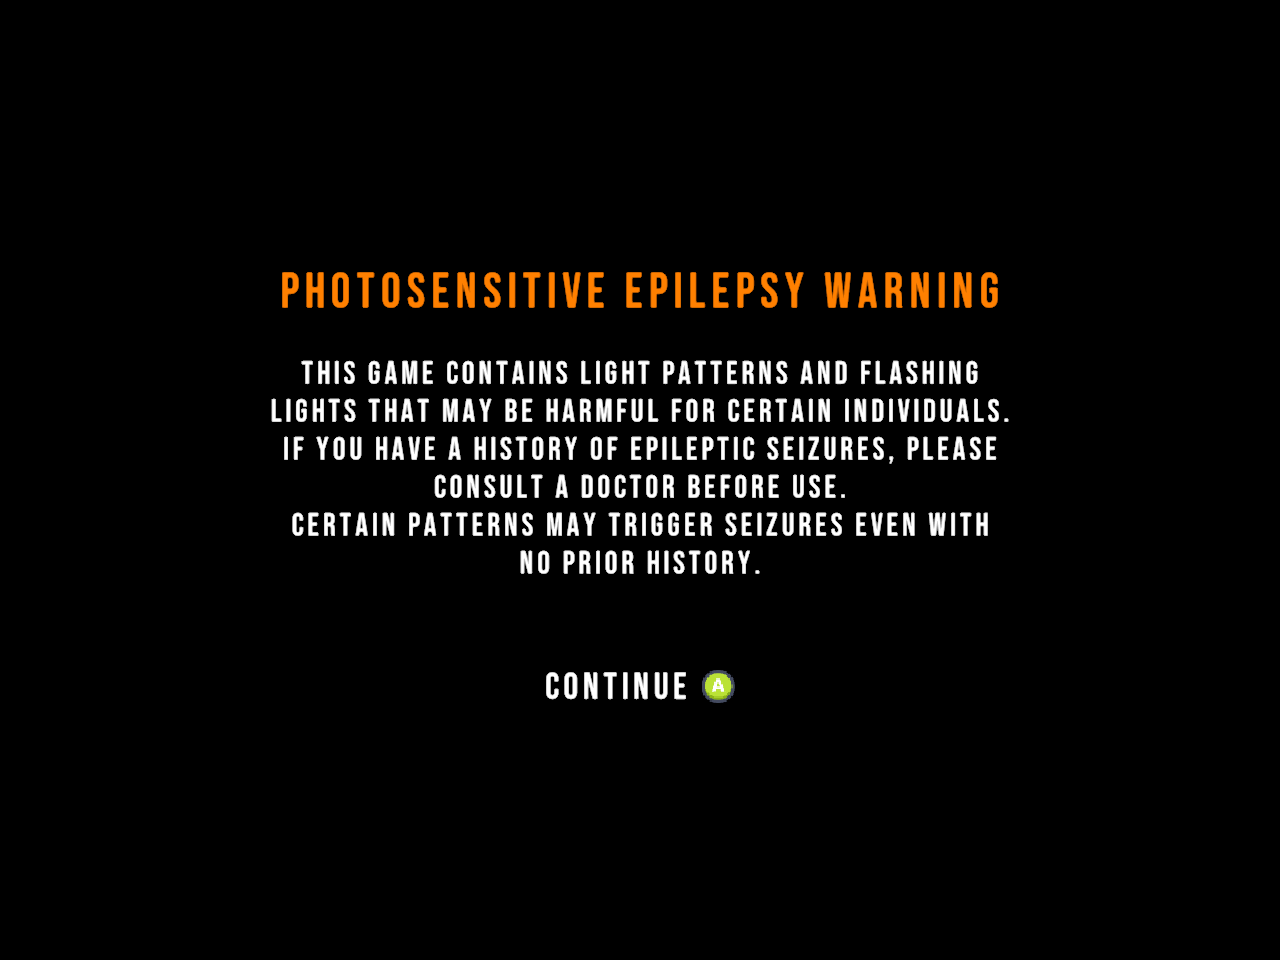 PHOTOSENSITIVE EPILEPSY WARNING
THIS GAME CONTAINS LIGHT PATTERNS AND FLASHING
LIGHTS THAT MAY BE HARMFUL FOR CERTAIN INDIVIDUALS.
IF YOU HAVE A HISTORY OF EPILEPTIC SEIZURES, PLEASE
CONSULT A DOCTOR BEFORE USE.
CERTAIN PATTERNS MAY TRIGGER SEIZURES EVEN WITH
NO PRIOR HISTORY.
CONTINUE A